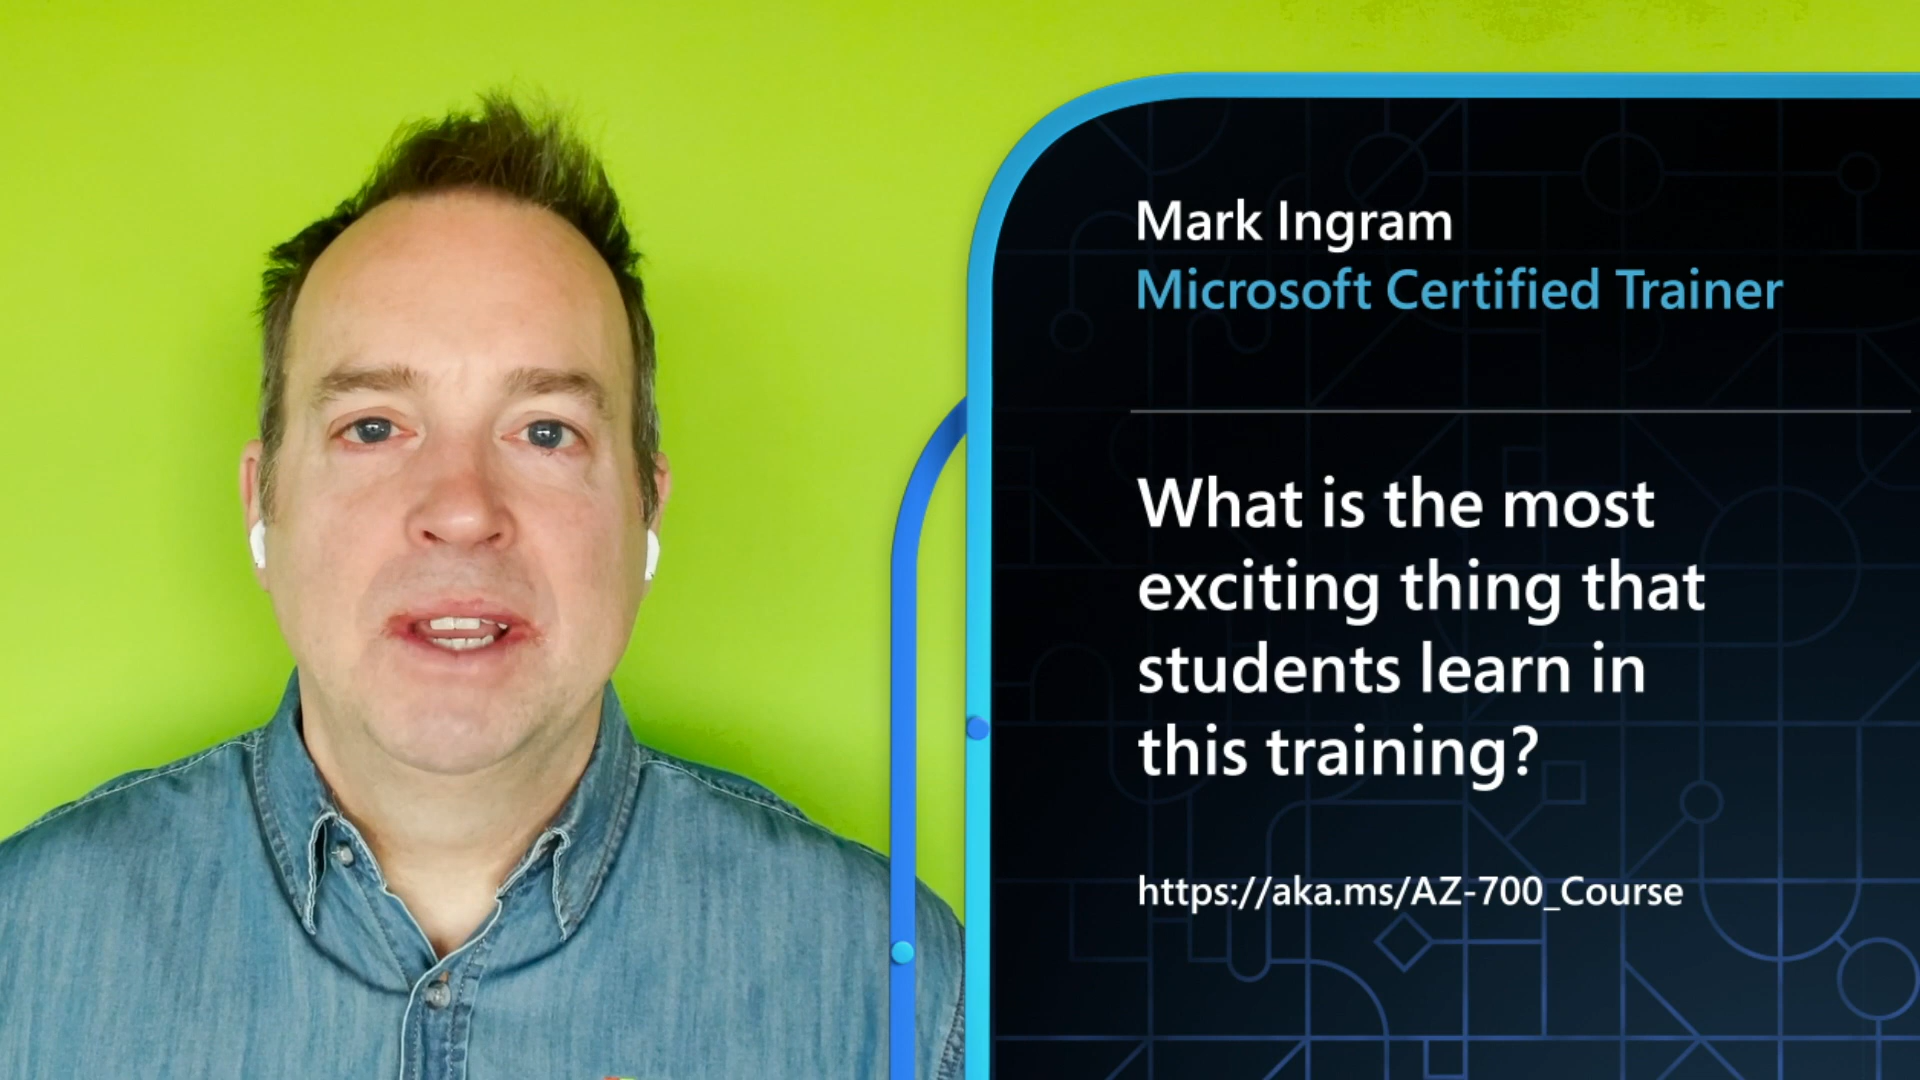 Mark Ingram
Microsoft Certified Trainer
What is the most
exciting thing that
students learn in
this training?
https://aka.ms/AZ-700_Course